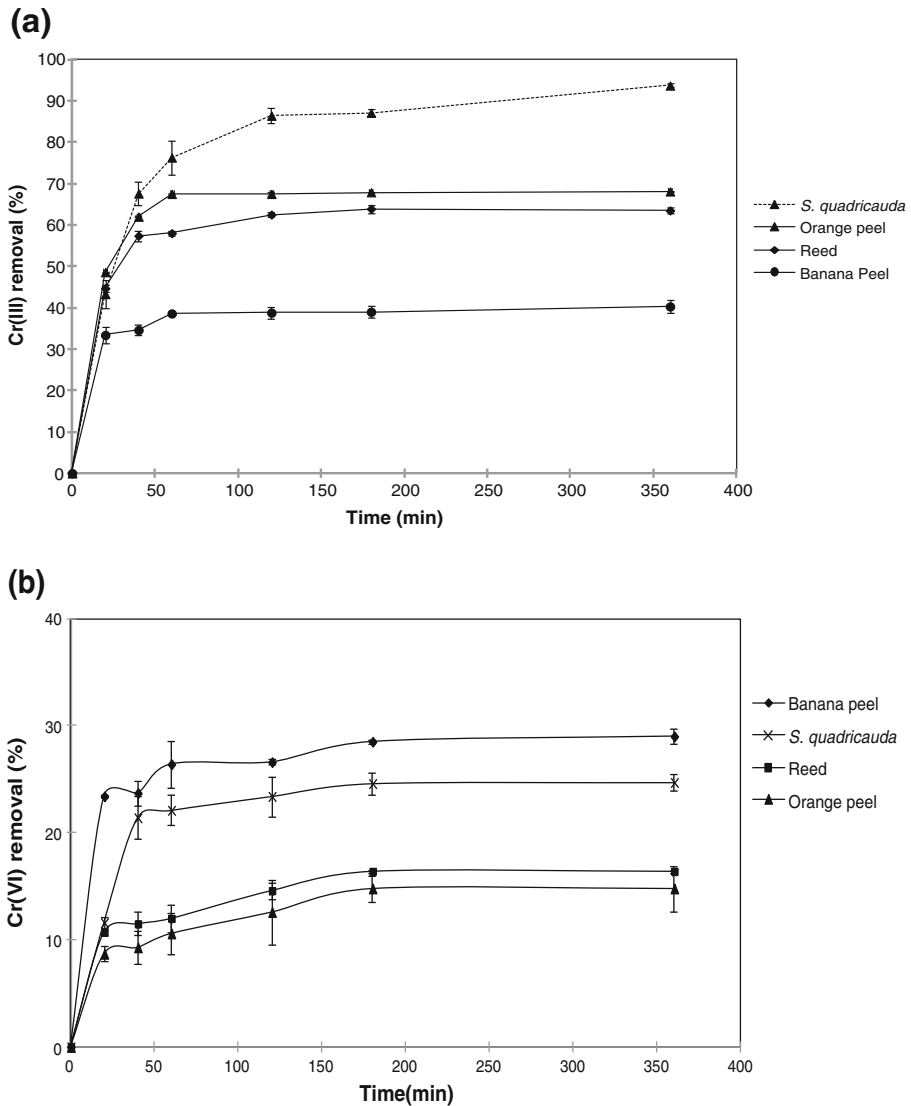 (a)
100
90
80
70
60
50
40
30
20
10
0
Cr(III) removal (%)
0 50 100 150 200 250 300 350 400
Time (min)
S. quadricauda
Orange peel
Reed
Banana Peel
(b)
40
30
20
10
0
Cr(VI) removal (%)
0 50 100 150 200 250 300 350 400
Time(min)
Banana peel
S. quadricauda
Reed
Orange peel